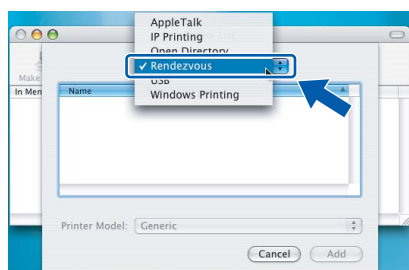 AppleTalk
IP Printing
Open Directory
✓ Rendezvous
USB
Windows Printing
Make
In Men
Name
Printer Model: Generic
Cancel Add